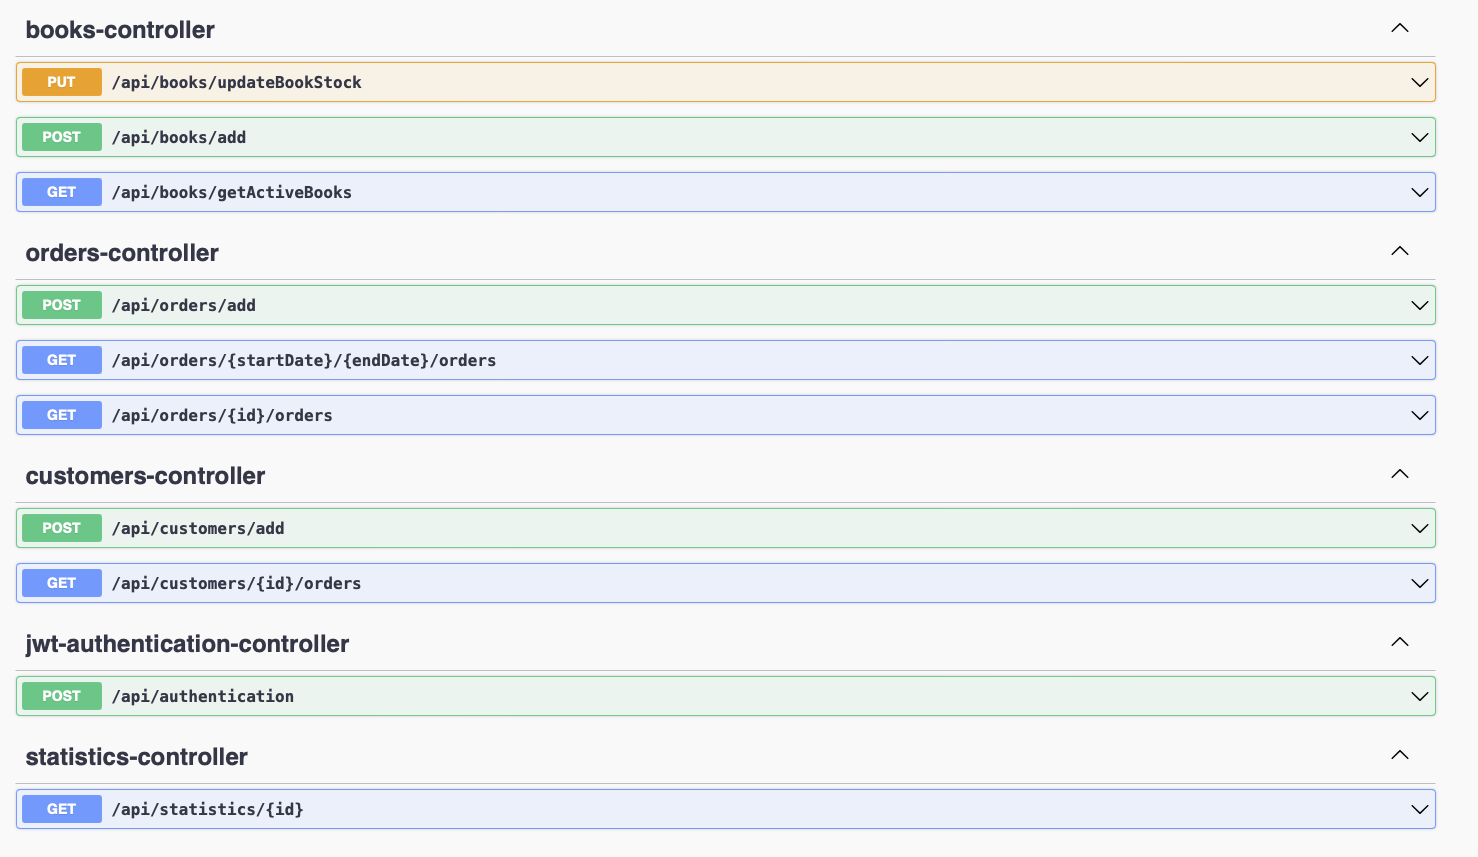 books-controller
PUT /api/books/updateBookStock
POST /api/books/add
GET /api/books/getActiveBooks
orders-controller
POST /api/orders/add
GET /api/orders/{startDate}/{endDate}/orders
GET /api/orders/{id}/orders
customers-controller
POST /api/customers/add
GET /api/customers/{id}/orders
jwt-authentication-controller
POST /api/authentication
statistics-controller
GET /api/statistics/{id}